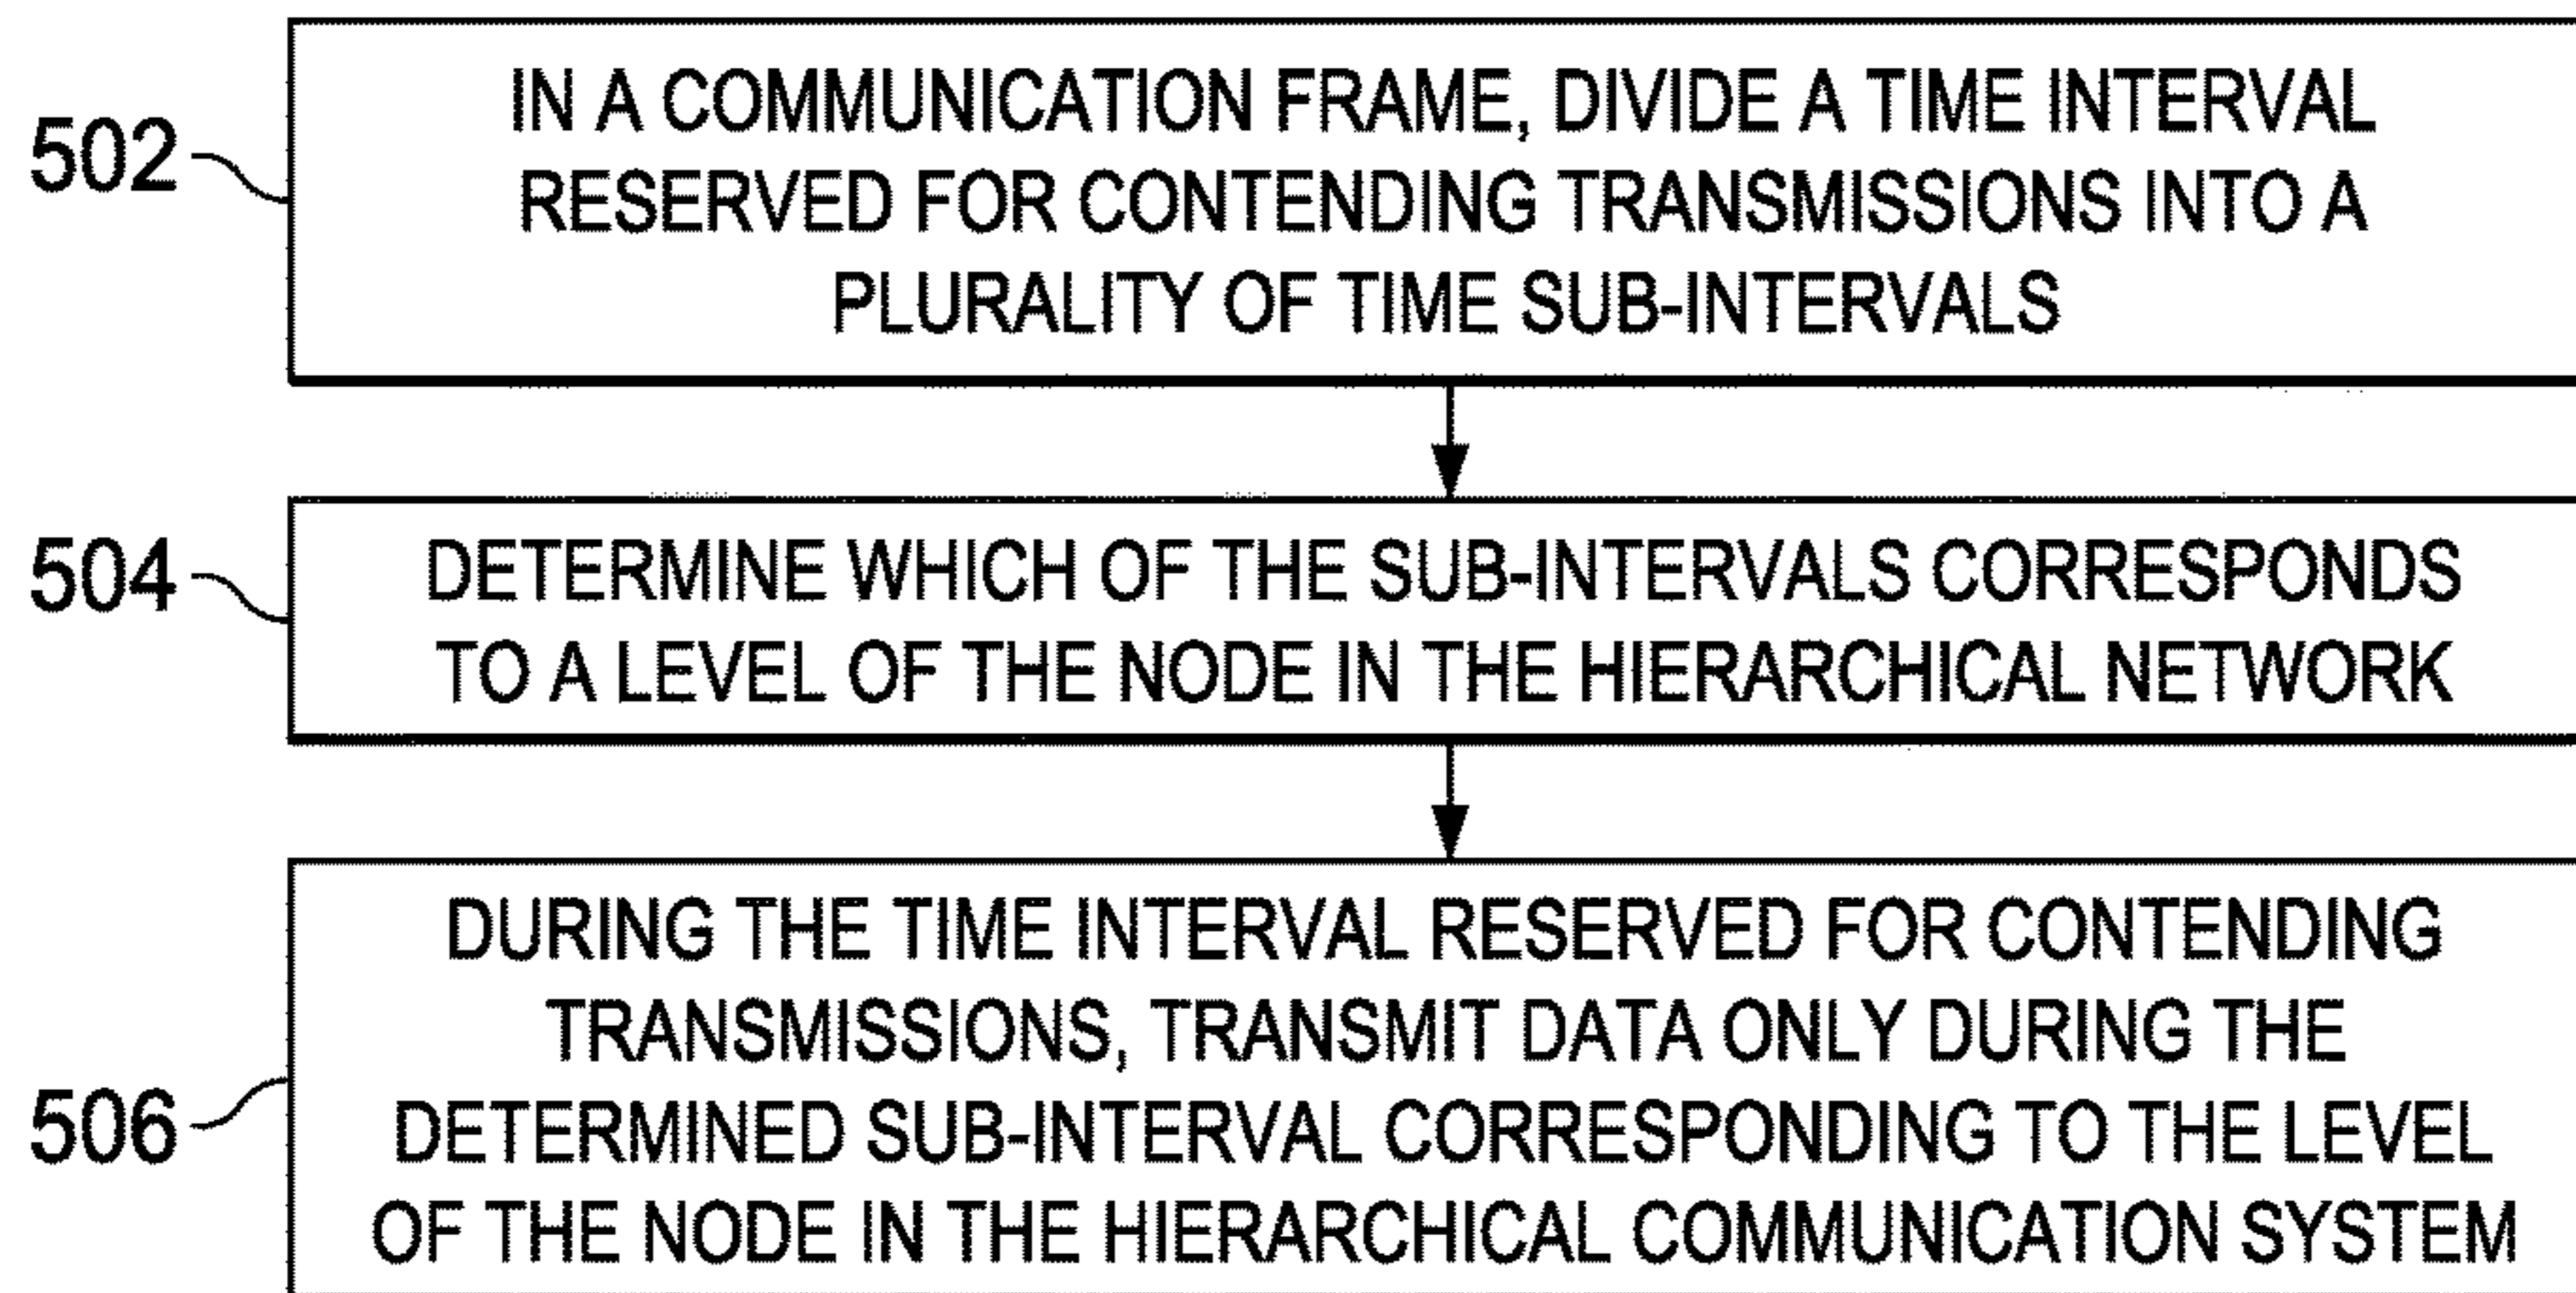 502
IN A COMMUNICATION FRAME, DIVIDE A TIME INTERVAL
RESERVED FOR CONTENDING TRANSMISSIONS INTO A
PLURALITY OF TIME SUB-INTERVALS
504
DETERMINE WHICH OF THE SUB-INTERVALS CORRESPONDS
TO A LEVEL OF THE NODE IN THE HIERARCHICAL NETWORK
506
DURING THE TIME INTERVAL RESERVED FOR CONTENDING
TRANSMISSIONS, TRANSMIT DATA ONLY DURING THE
DETERMINED SUB-INTERVAL CORRESPONDING TO THE LEVEL
OF THE NODE IN THE HIERARCHICAL COMMUNICATION SYSTEM